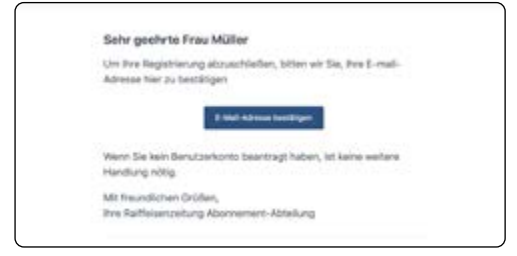 Sehr geehrte Frau Müller
Um Ihre Registrierung abzuschließen, bitten wir Sie, Ihre E-mail-
Adresse hier zu bestätigen
E-Mail-Adresse bestätigen
Wenn Sie kein Benutzerkonto beantragt haben, ist keine weitere
Handlung nötig.
Mit freundlichen Grüßen,
Ihre Raiffeisenzeitung Abonnement-Abteilung